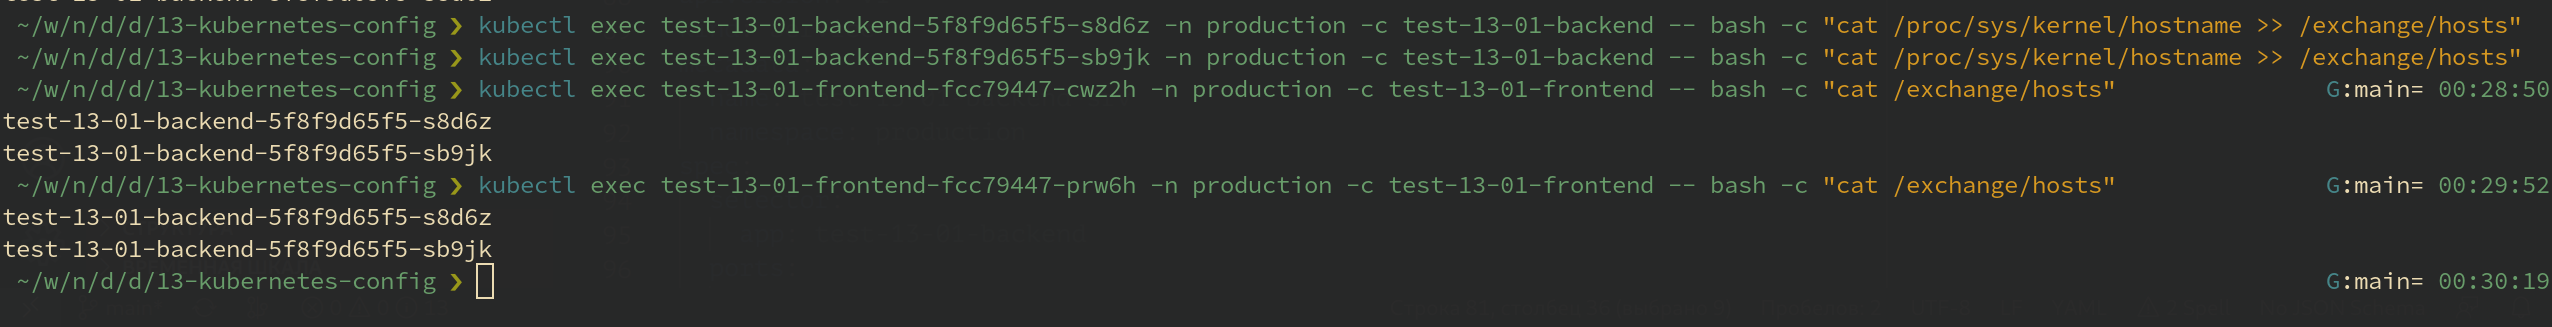 ~/w/n/d/d/13-kubernetes-config ❯ kubectl exec test-13-01-backend-5f8f9d65f5-s8d6z -n production -c test-13-01-backend -- bash -c "cat /proc/sys/kernel/hostname >> /exchange/hosts"
~/w/n/d/d/13-kubernetes-config ❯ kubectl exec test-13-01-backend-5f8f9d65f5-sb9jk -n production -c test-13-01-backend -- bash -c "cat /proc/sys/kernel/hostname >> /exchange/hosts"
~/w/n/d/d/13-kubernetes-config ❯ kubectl exec test-13-01-frontend-fcc79447-cwz2h -n production -c test-13-01-frontend -- bash -c "cat /exchange/hosts" G:main= 00:28:50
test-13-01-backend-5f8f9d65f5-s8d6z
test-13-01-backend-5f8f9d65f5-sb9jk
~/w/n/d/d/13-kubernetes-config ❯ kubectl exec test-13-01-frontend-fcc79447-prw6h -n production -c test-13-01-frontend -- bash -c "cat /exchange/hosts" G:main= 00:29:52
test-13-01-backend-5f8f9d65f5-s8d6z
test-13-01-backend-5f8f9d65f5-sb9jk
~/w/n/d/d/13-kubernetes-config ❯ G:main= 00:30:19